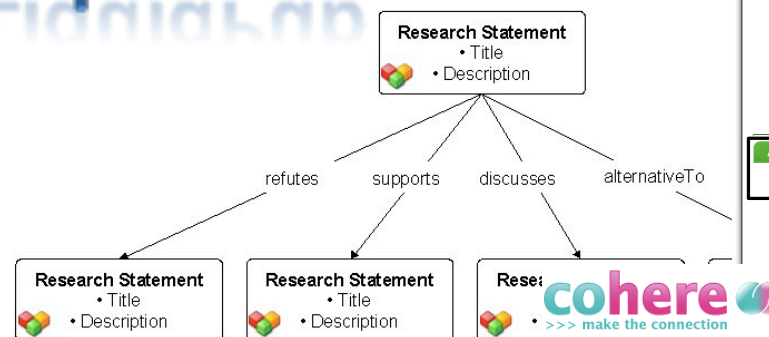 Research Statement
• Title
• Description
refutes
supports
discusses
alternativeTo
Research Statement
• Title
• Description
Research Statement
• Title
• Description
•
cohere
>>> make the connection